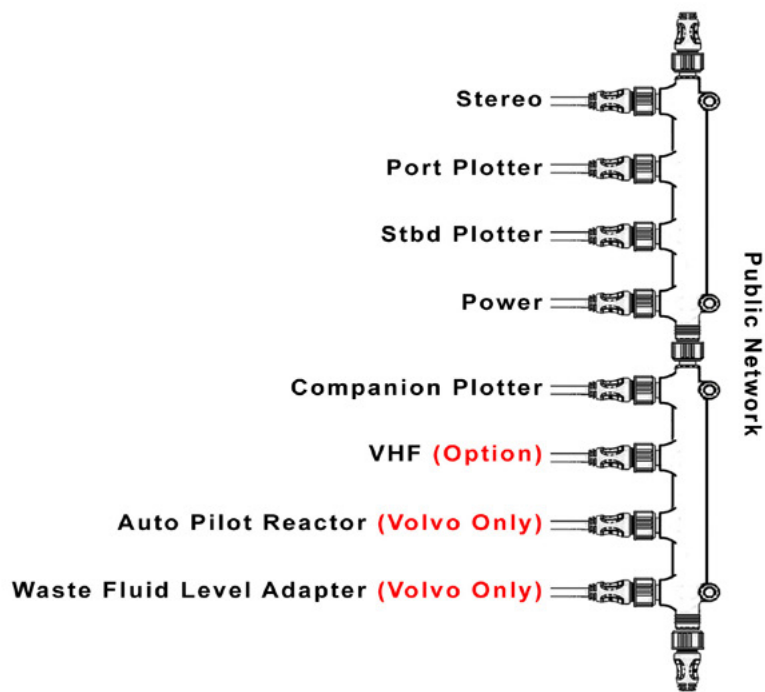 Stereo
Port Plotter
Stbd Plotter
Power
Companion Plotter
VHF (Option)
Auto Pilot Reactor (Volvo Only)
Waste Fluid Level Adapter (Volvo Only)
Public Network